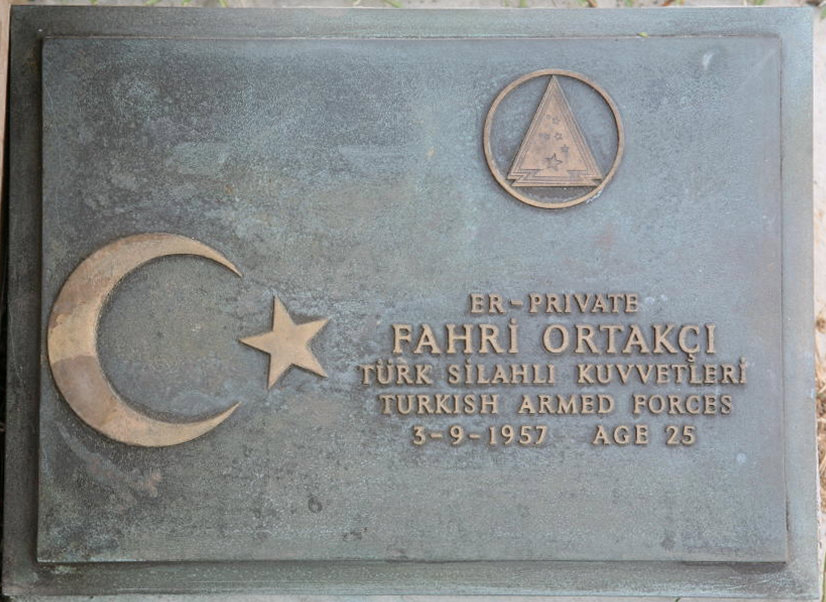 ER-PRIVATE
FAHRİ ORTAKÇI
TÜRK SİLAHLI KUVVETLERİ
TURKISH ARMED FORCES
3-9-1957 AGE 25